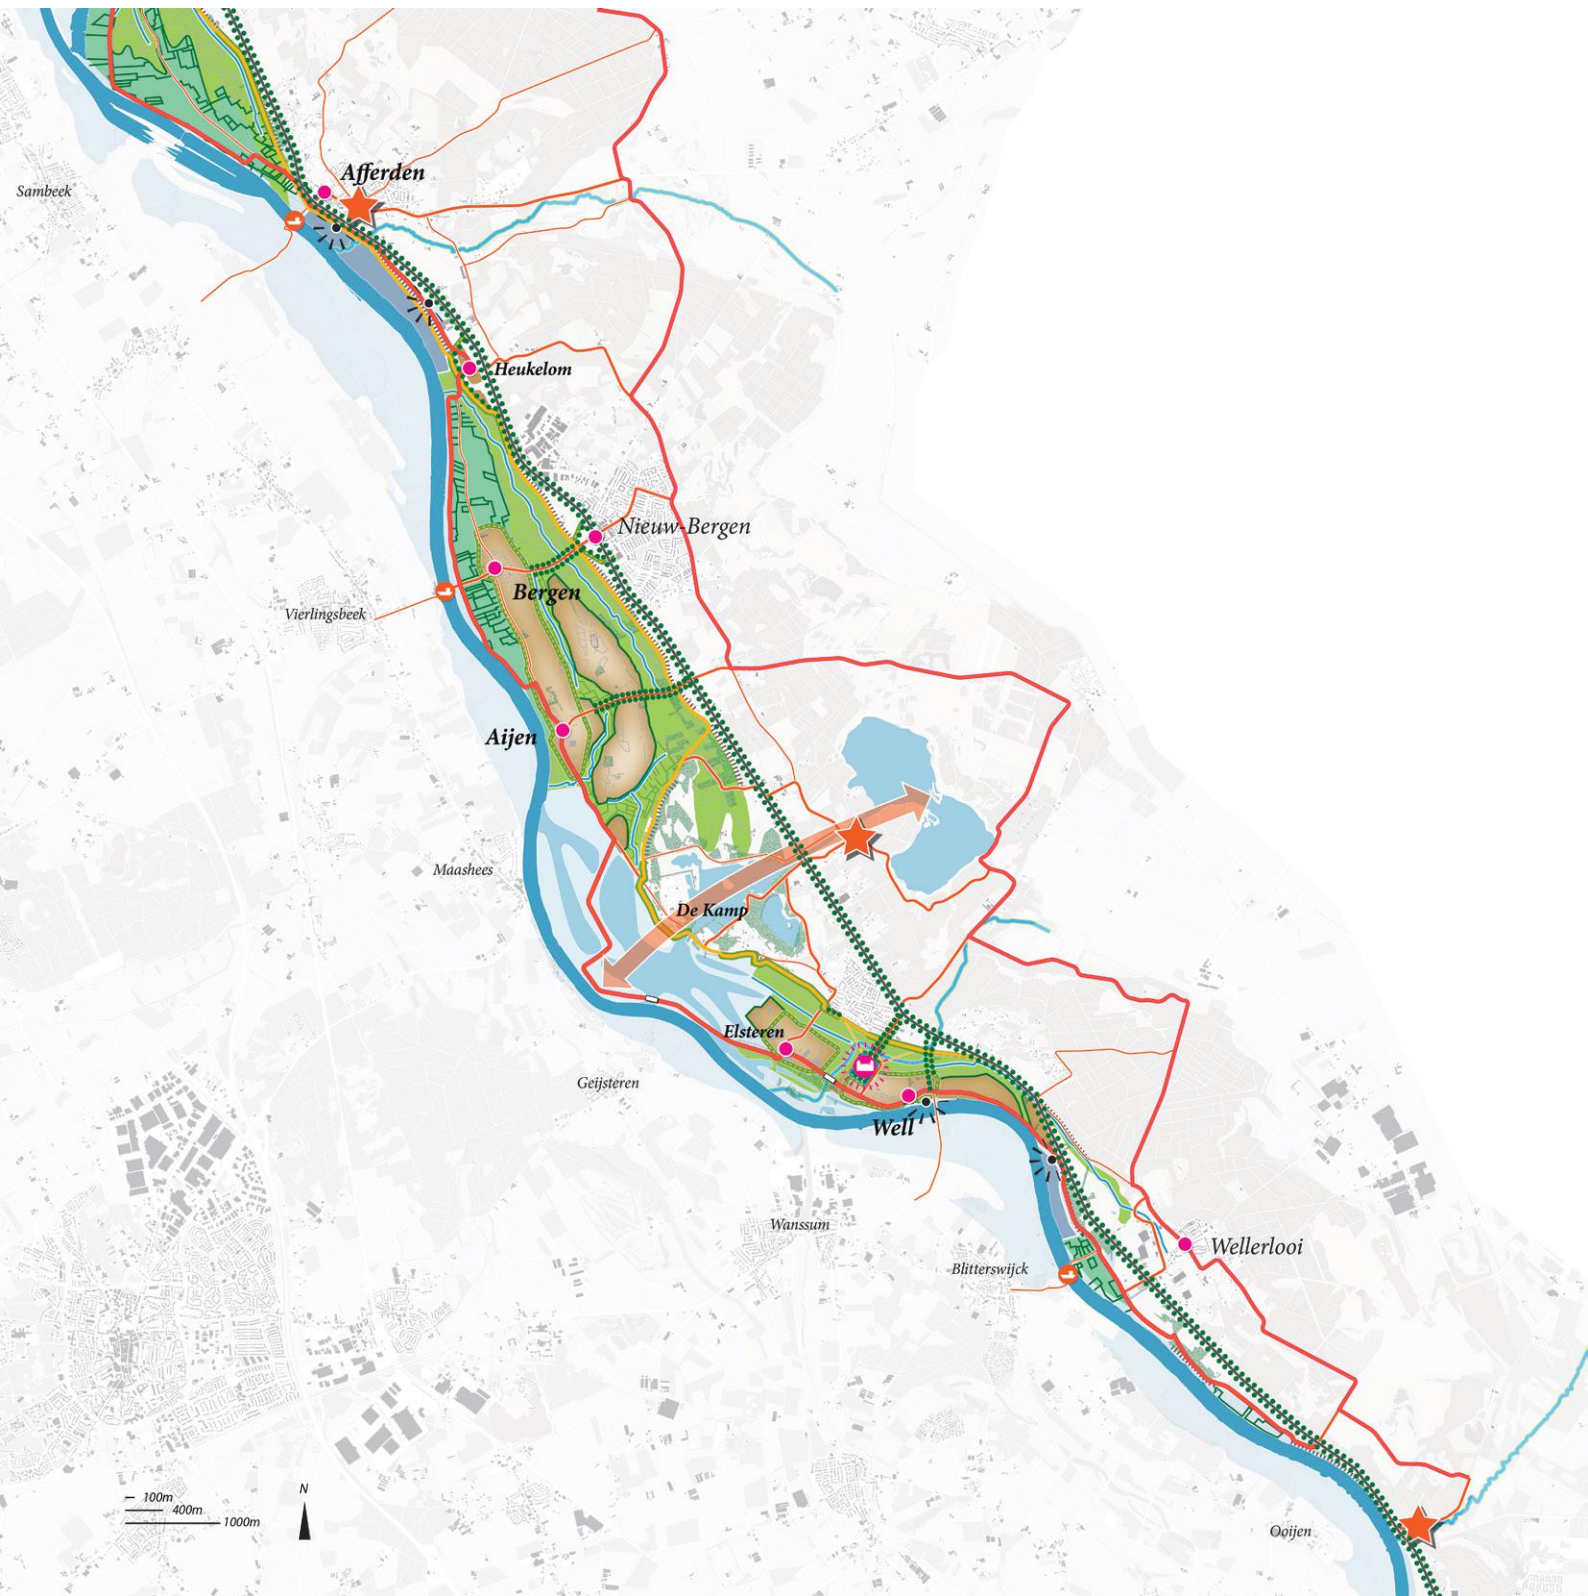 Afferden
Sambeek
Heukelom
Nieuw-Bergen
Bergen
Vierlingsbeek
Aijen
Maashees
De Kamp
Elsteren
Geijsteren
Well
Wanssum
Wellerlooi
Blitterswijck
N
100m
400m
1000m
Ooijen